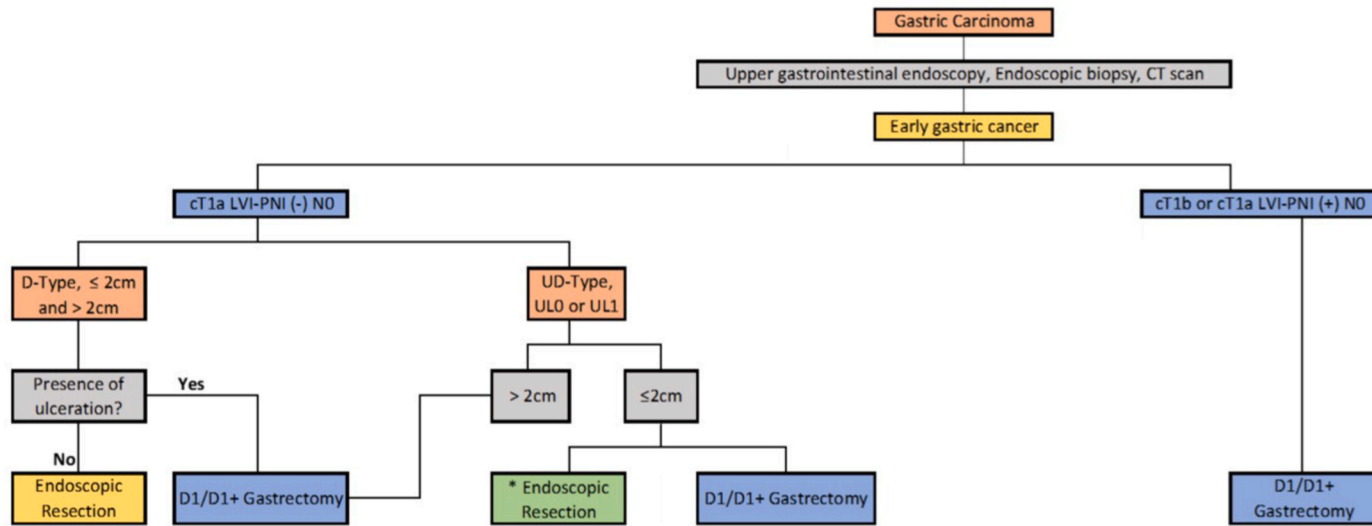 Gastric Carcinoma
Upper gastrointestinal endoscopy, Endoscopic biopsy, CT scan
Early gastric cancer
cT1a LVI-PNI (-) N0
cT1b or cT1a LVI-PNI (+) N0
D-Type, ≤ 2cm
and > 2cm
UD-Type,
UL0 or UL1
Presence of
ulceration?
Yes
> 2cm
≤2cm
No
Endoscopic
Resection
D1/D1+ Gastrectomy
* Endoscopic
Resection
D1/D1+ Gastrectomy
D1/D1+
Gastrectomy